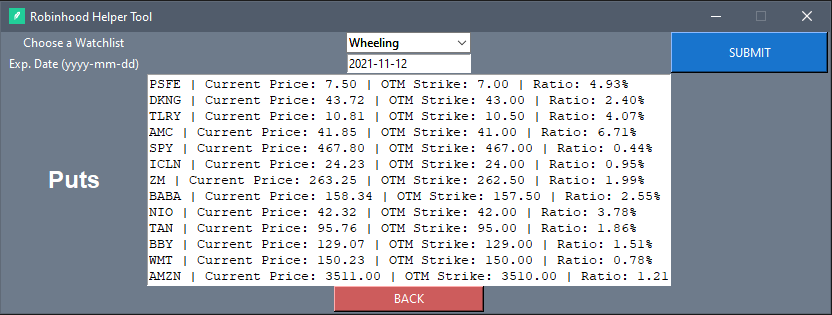 Robinhood Helper Tool
Choose a Watchlist Wheeling SUBMIT
Exp. Date (yyyy-mm-dd) 2021-11-12
PSFE | Current Price: 7.50 | OTM Strike: 7.00 | Ratio: 4.93%
DKNG | Current Price: 43.72 | OTM Strike: 43.00 | Ratio: 2.40%
TLRY | Current Price: 10.81 | OTM Strike: 10.50 | Ratio: 4.07%
AMC | Current Price: 41.85 | OTM Strike: 41.00 | Ratio: 6.71%
SPY | Current Price: 467.80 | OTM Strike: 467.00 | Ratio: 0.44%
ICLN | Current Price: 24.23 | OTM Strike: 24.00 | Ratio: 0.95%
Puts
ZM | Current Price: 263.25 | OTM Strike: 262.50 | Ratio: 1.99%
BABA | Current Price: 158.34 | OTM Strike: 157.50 | Ratio: 2.55%
NIO | Current Price: 42.32 | OTM Strike: 42.00 | Ratio: 3.78%
TAN | Current Price: 95.76 | OTM Strike: 95.00 | Ratio: 1.86%
BBY | Current Price: 129.07 | OTM Strike: 129.00 | Ratio: 1.51%
WMT | Current Price: 150.23 | OTM Strike: 150.00 | Ratio: 0.78%
AMZN | Current Price: 3511.00 | OTM Strike: 3510.00 | Ratio: 1.21
BACK